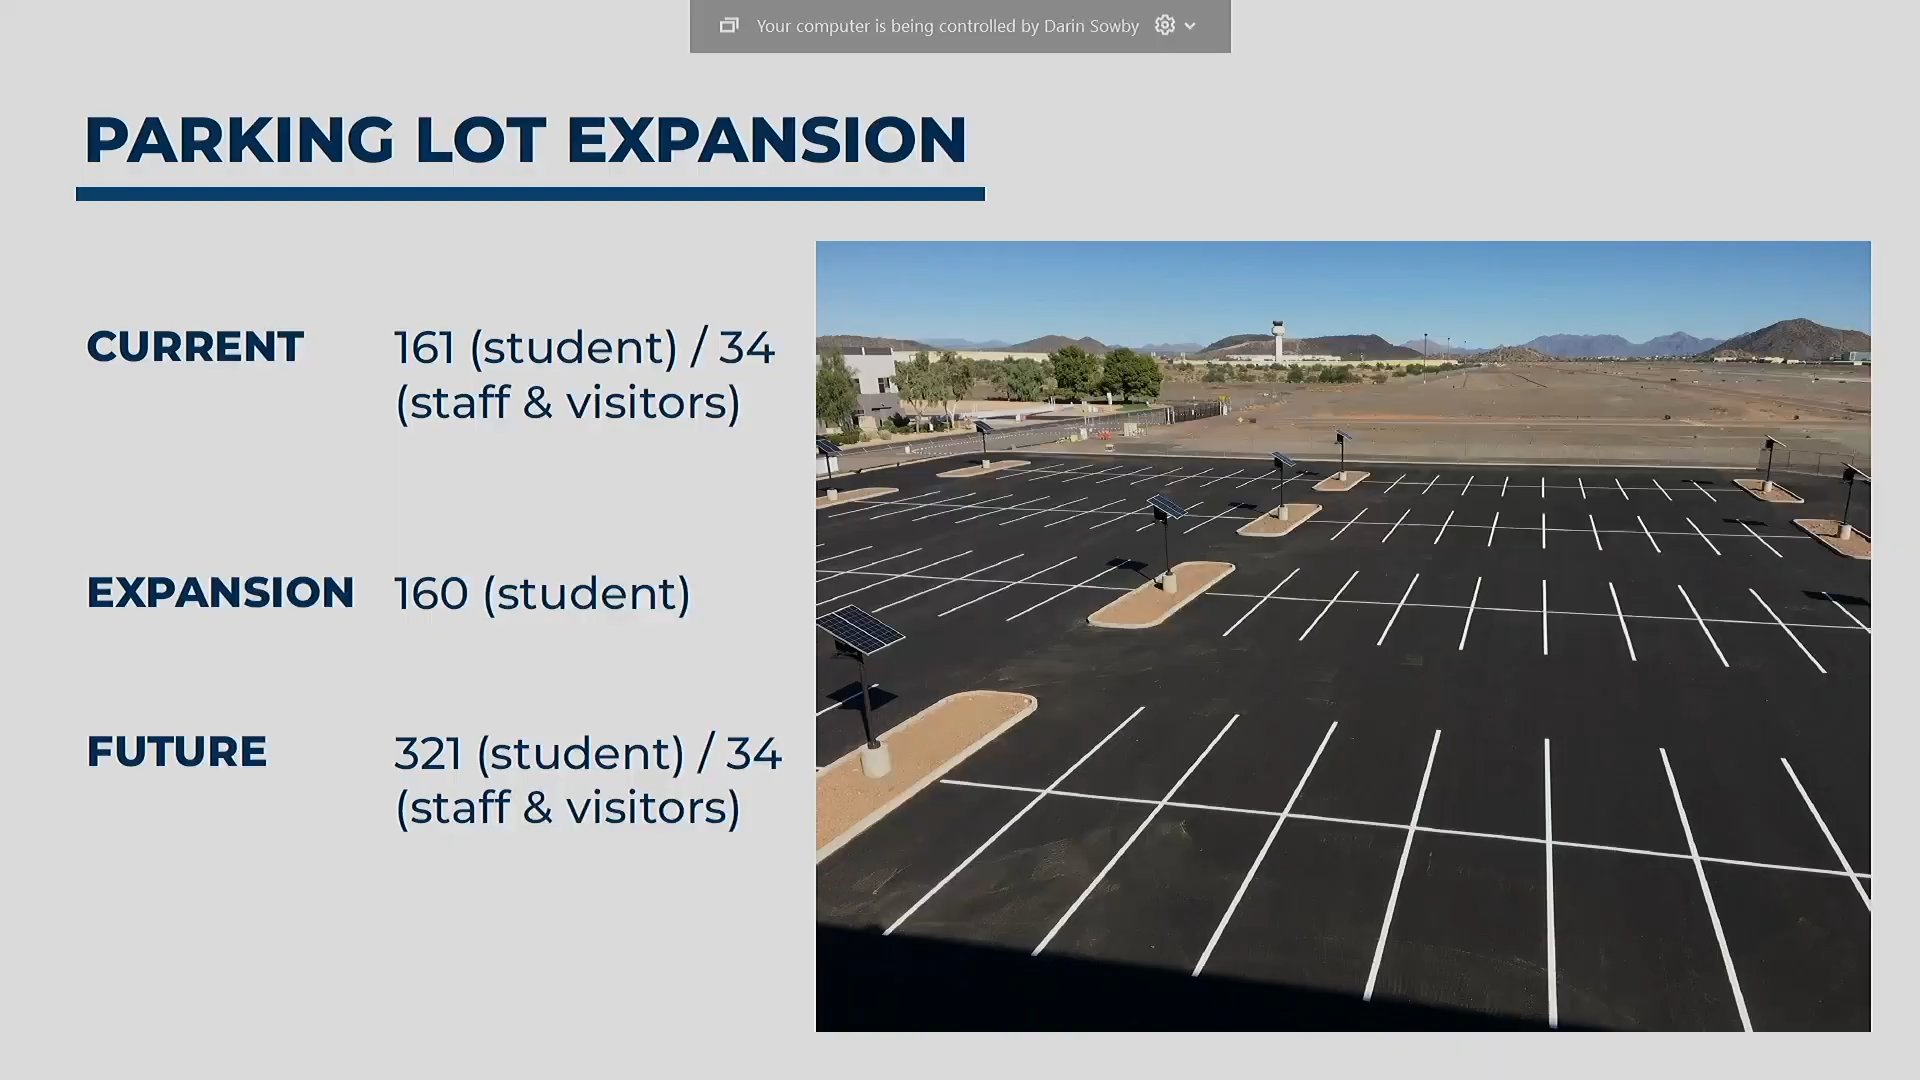 Your computer is being controlled by Darin Sowby
PARKING LOT EXPANSION
CURRENT
161 (student) / 34
(staff & visitors)
EXPANSION
160 (student)
FUTURE
321 (student) / 34
(staff & visitors)